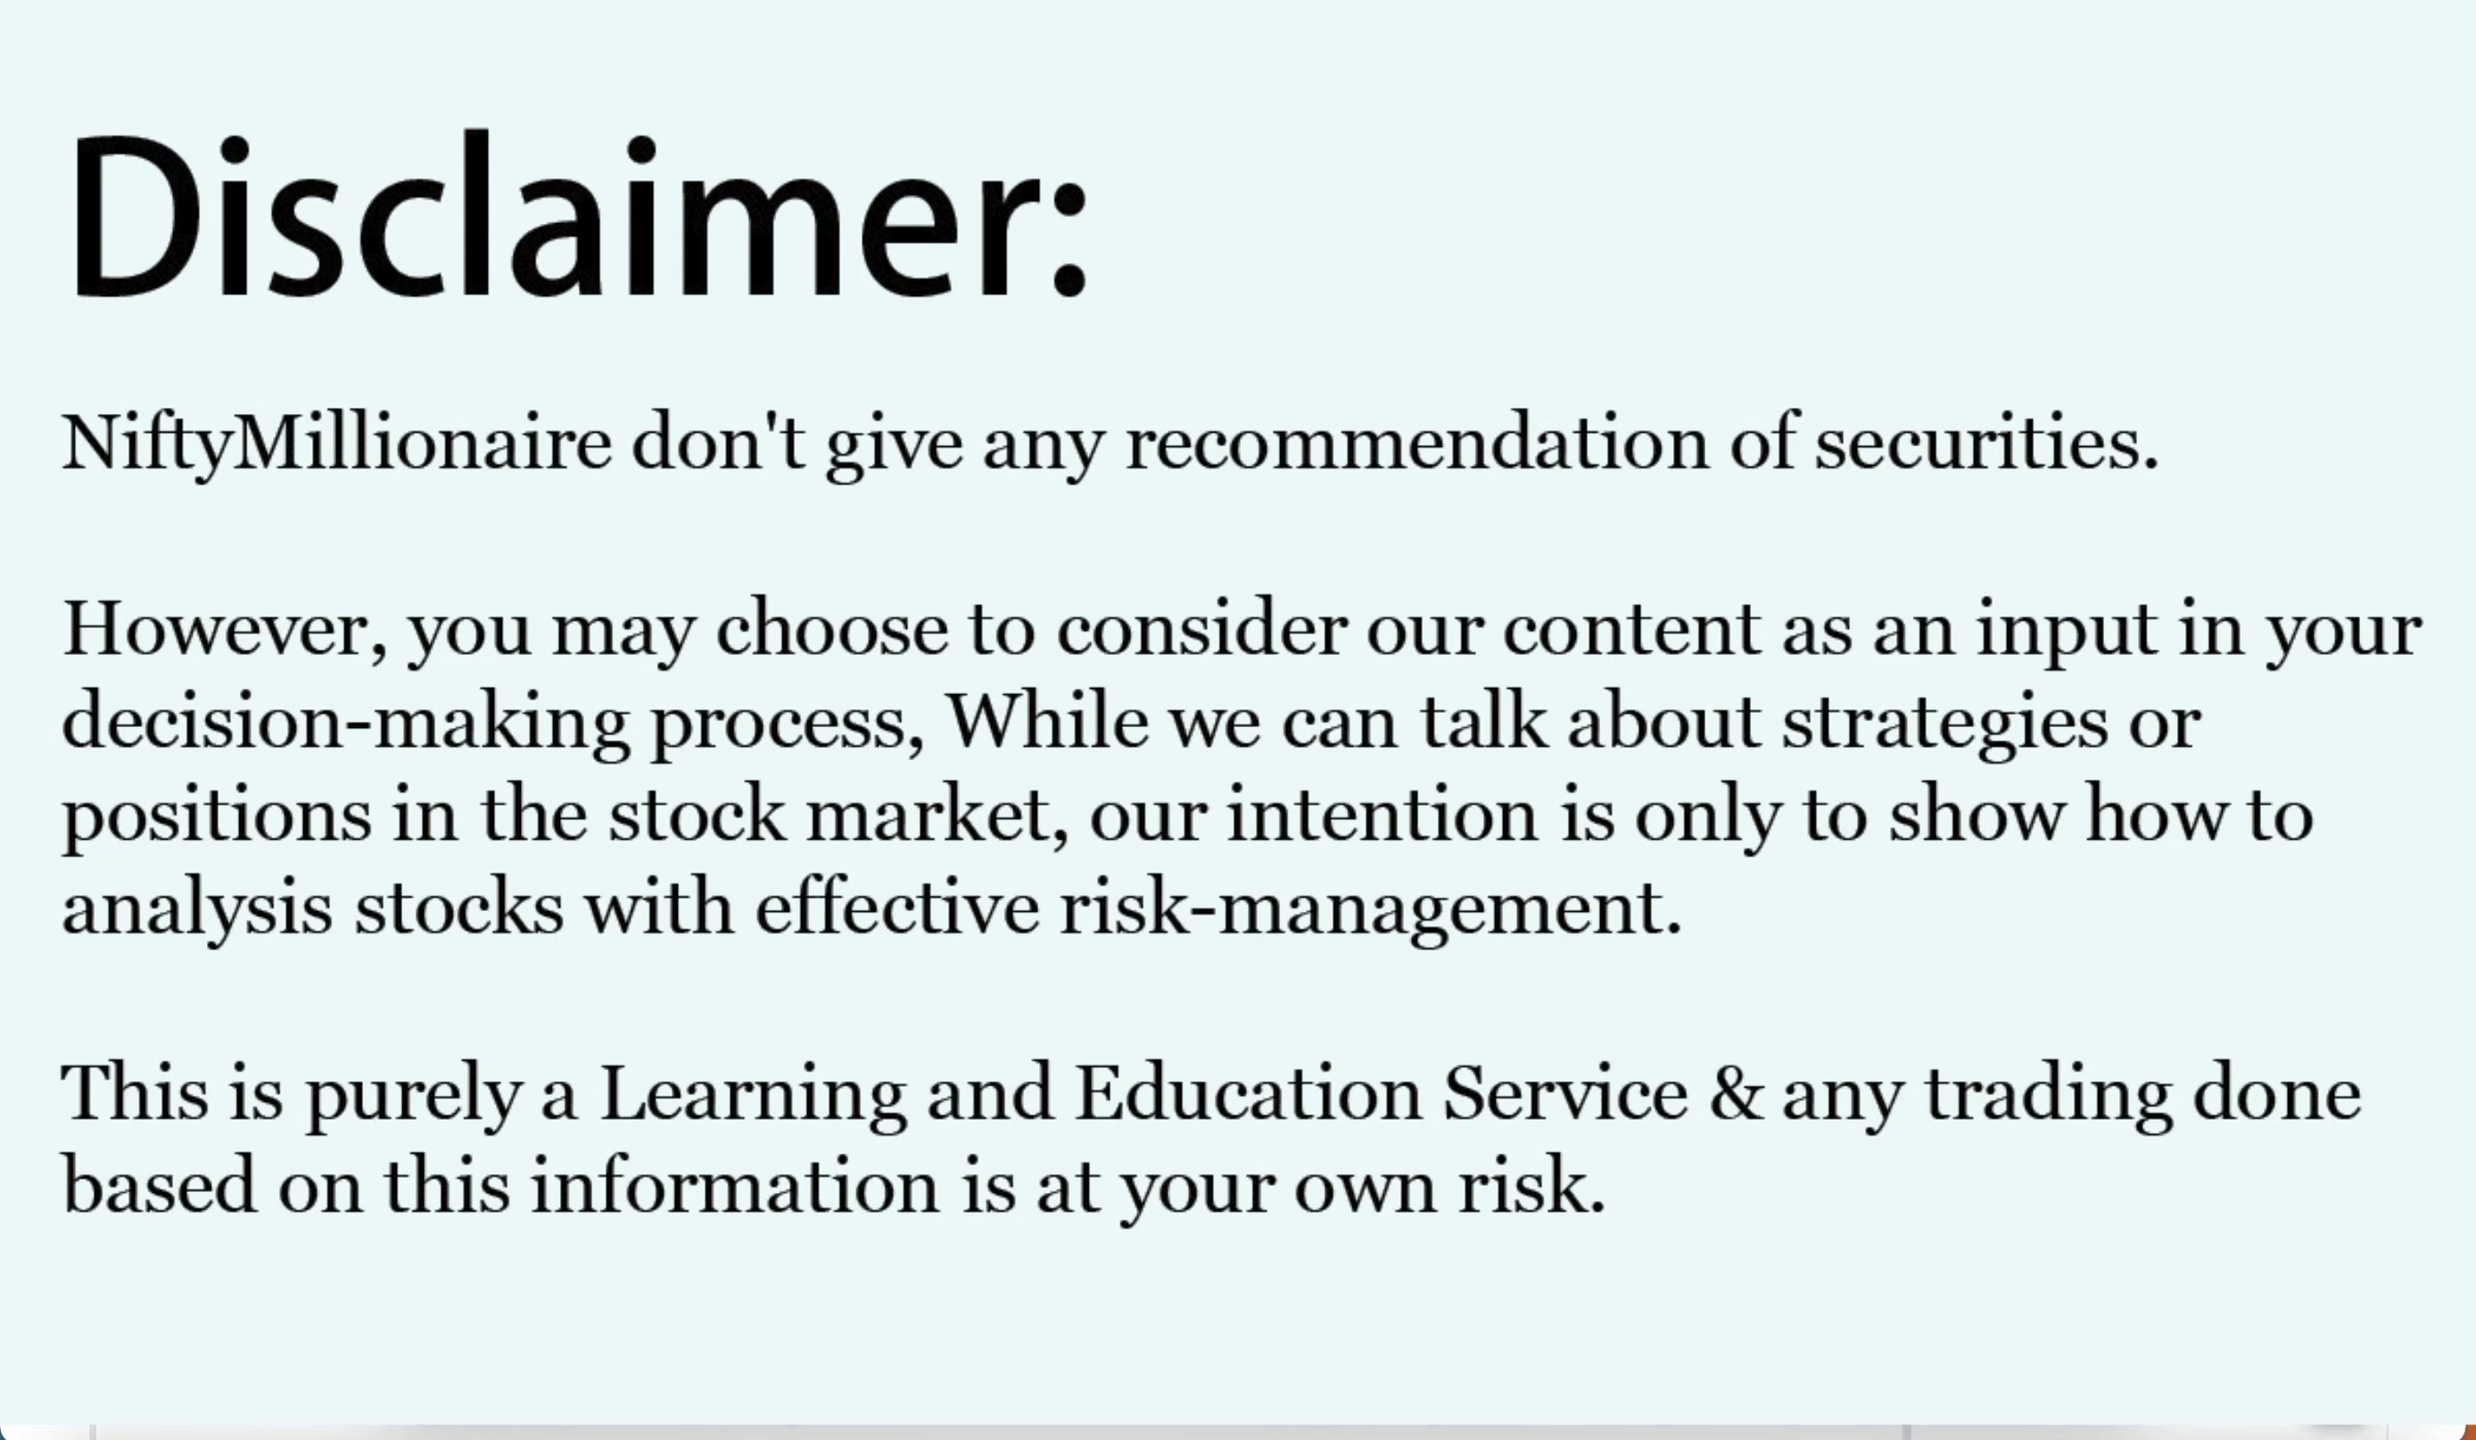 Disclaimer:
NiftyMillionaire don't give any recommendation of securities.
However, you may choose to consider our content as an input in your
decision-making process, While we can talk about strategies or
positions in the stock market, our intention is only to show how to
analysis stocks with effective risk-management.
This is purely a Learning and Education Service & any trading done
based on this information is at your own risk.